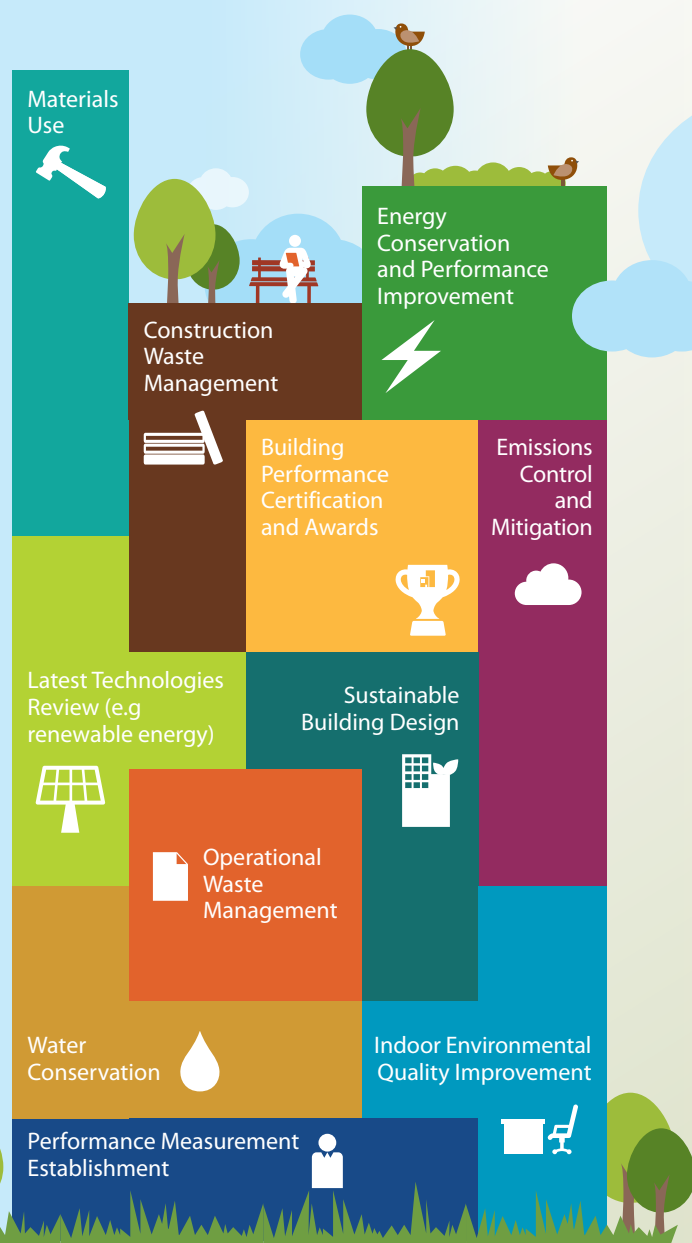 Materials
Use
Energy
Conservation
and Performance
Improvement
Construction
Waste
Management
Building
Performance
Certification
and Awards
Emissions
Control
and
Mitigation
Latest Technologies
Review (e.g
renewable energy)
Sustainable
Building Design
Operational
Waste
Management
Water
Conservation
Indoor Environmental
Quality Improvement
Performance Measurement
Establishment